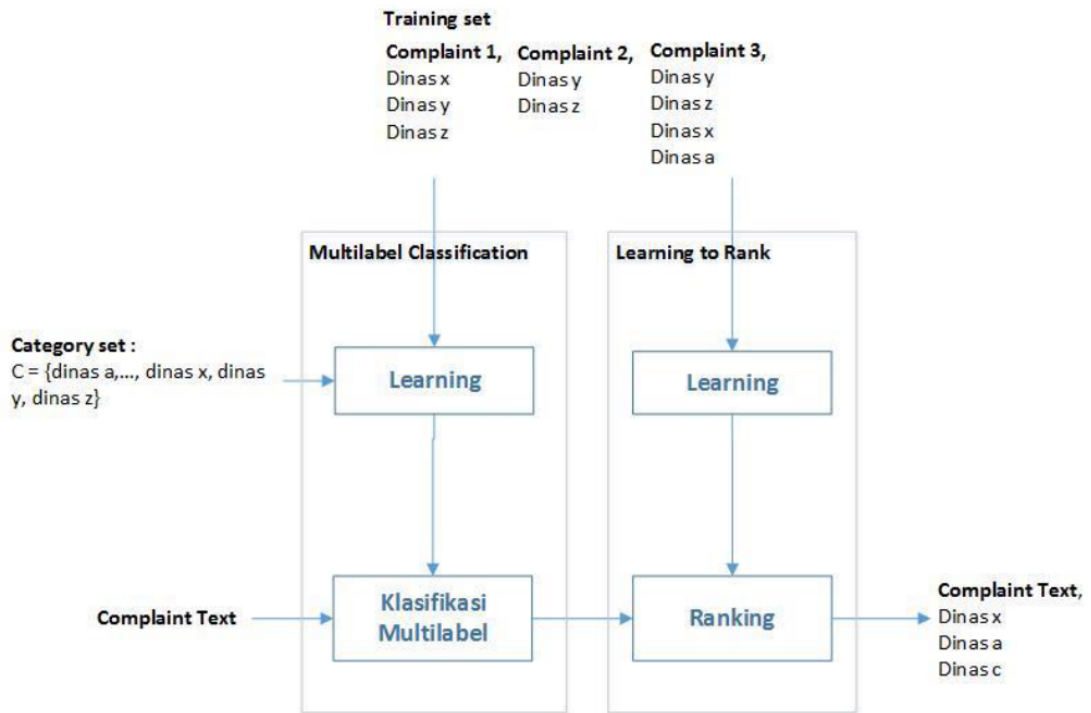 Training set
Complaint 1,
Dinas x
Dinas y
Dinas z
Complaint 2,
Dinas y
Dinas z
Complaint 3,
Dinas y
Dinas z
Dinas x
Dinas a
Multilabel Classification
Learning to Rank
Category set :
C = {dinas a,..., dinas x, dinas
y, dinas z}
Learning
Learning
Complaint Text
Klasifikasi
Multilabel
Ranking
Complaint Text,
Dinas x
Dinas a
Dinas c